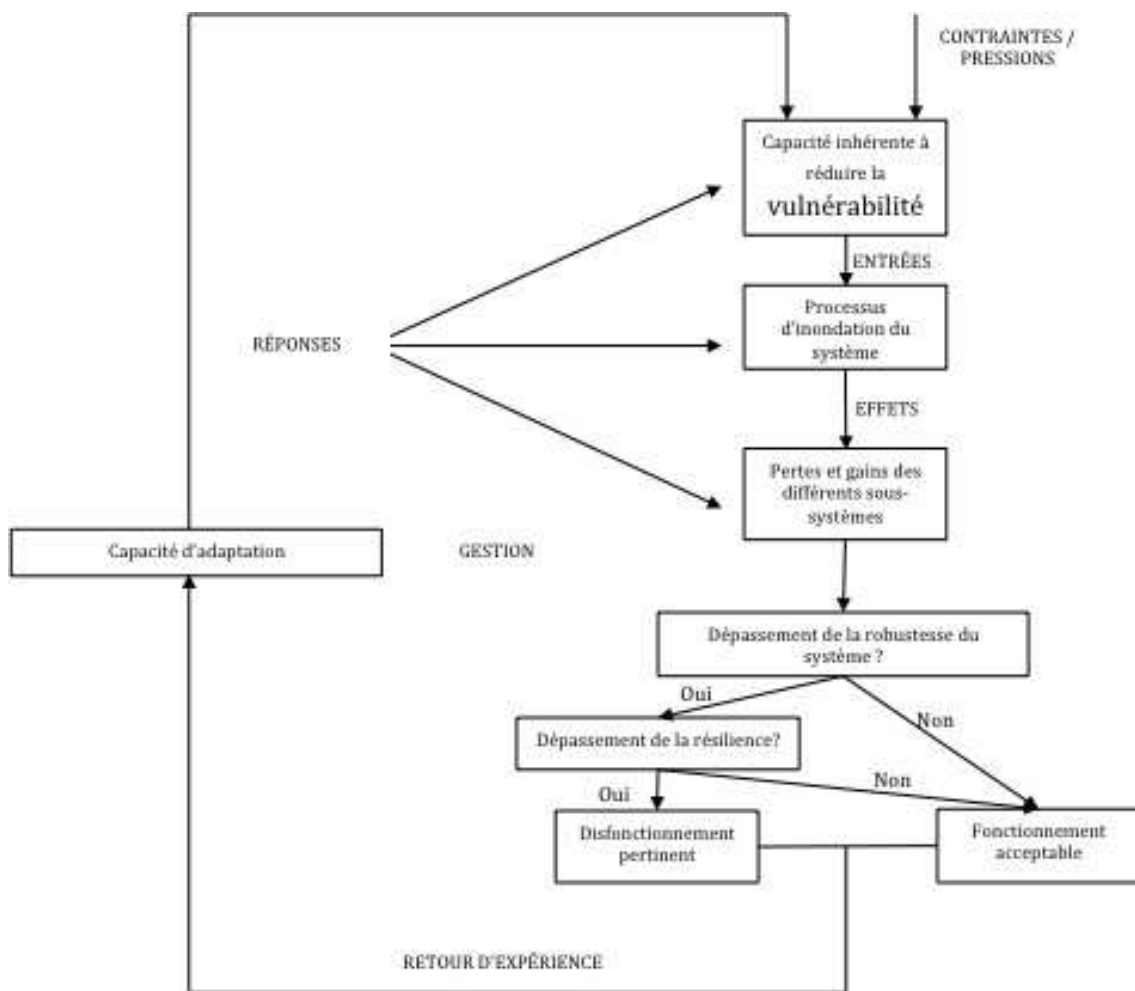 CONTRAINTES /
PRESSIONS
Capacité inhérente à
réduire la
vulnérabilité
ENTRÉES
Processus
d'inondation du
système
RÉPONSES
EFFETS
Pertes et gains des
différents sous-
systèmes
Capacité d'adaptation
GESTION
Dépassement de la robustesse du
système ?
Oui
Non
Dépassement de la résilience?
Non
Oui
Disfonctionnement
pertinent
Fonctionnement
acceptable
RETOUR D'EXPÉRIENCE